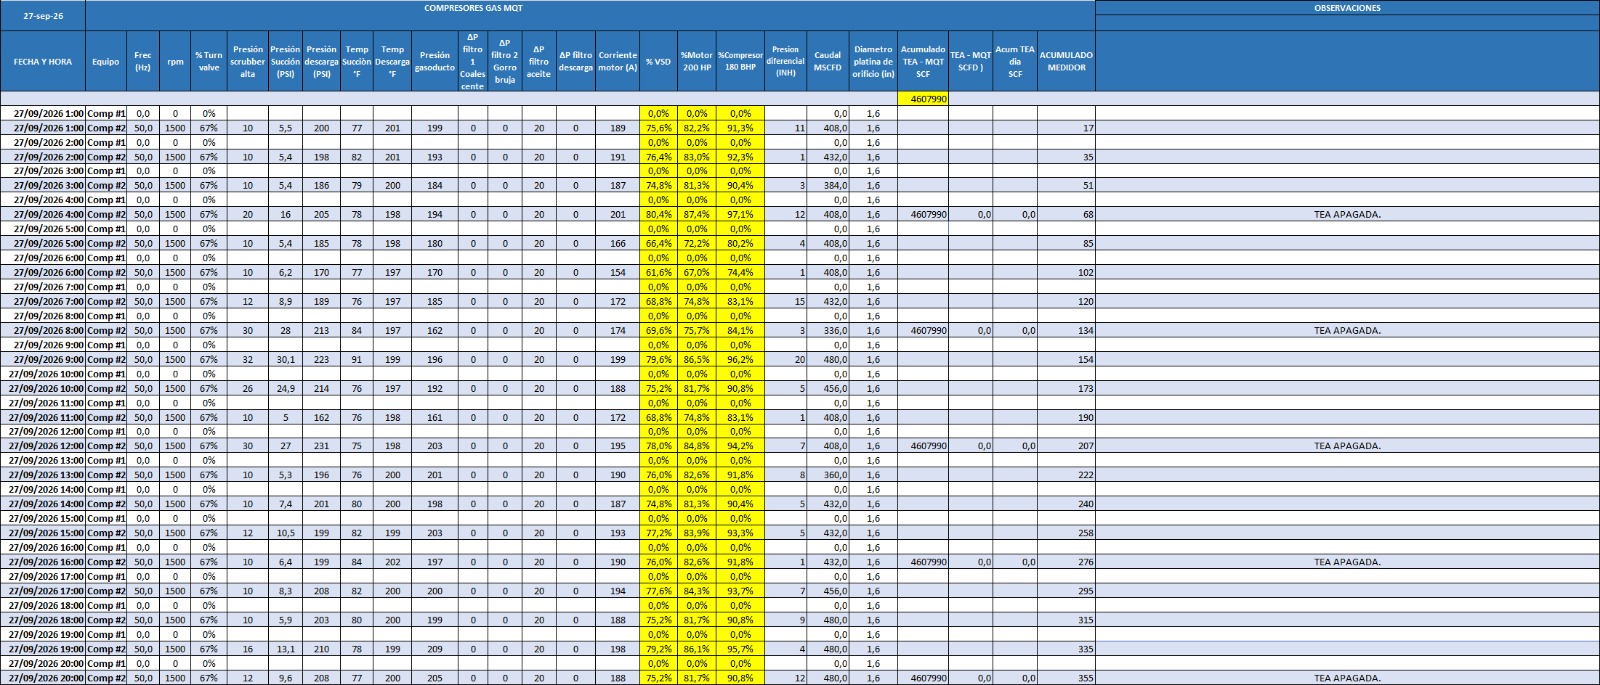 COMPRESORES GAS MQT OBSERVACIONES
27-sep-26
FECHA Y HORA Equipo Frec (Hz) rpm % Turn valve Presión scrubber alta Presión Succión (PSI) Presión descarga (PSI) Temp Succiòn °F Temp Descarga °F Presión gasoducto ΔP filtro 1 Coales cente ΔP filtro 2 Gorro bruja ΔP filtro aceite ΔP filtro descarga Corriente motor (A) % VSD %Motor 200 HP %Compresor 180 BHP Presion diferencial (INH) Caudal MSCFD Diametro platina de orificio (in) Acumulado TEA - MQT SCF TEA - MQT SCFD ) Acum TEA dia SCF ACUMULADO MEDIDOR
4607990
27/09/2026 1:00 Comp #1 0,0 0 0% 0,0% 0,0% 0,0% 0,0 1,6
27/09/2026 1:00 Comp #2 50,0 1500 67% 10 5,5 200 77 201 199 0 0 20 0 189 75,6% 82,2% 91,3% 11 408,0 1,6 17
27/09/2026 2:00 Comp #1 0,0 0 0% 0,0% 0,0% 0,0% 0,0 1,6
27/09/2026 2:00 Comp #2 50,0 1500 67% 10 5,4 198 82 201 193 0 0 20 0 191 76,4% 83,0% 92,3% 1 432,0 1,6 35
27/09/2026 3:00 Comp #1 0,0 0 0% 0,0% 0,0% 0,0% 0,0 1,6
27/09/2026 3:00 Comp #2 50,0 1500 67% 10 5,4 186 79 200 184 0 0 20 0 187 74,8% 81,3% 90,4% 3 384,0 1,6 51
27/09/2026 4:00 Comp #1 0,0 0 0% 0,0% 0,0% 0,0% 0,0 1,6
27/09/2026 4:00 Comp #2 50,0 1500 67% 20 16 205 78 198 194 0 0 20 0 201 80,4% 87,4% 97,1% 12 408,0 1,6 4607990 0,0 0,0 68 TEA APAGADA.
27/09/2026 5:00 Comp #1 0,0 0 0% 0,0% 0,0% 0,0% 0,0 1,6
27/09/2026 5:00 Comp #2 50,0 1500 67% 10 5,4 185 78 198 180 0 0 20 0 166 66,4% 72,2% 80,2% 4 408,0 1,6 85
27/09/2026 6:00 Comp #1 0,0 0 0% 0,0% 0,0% 0,0% 0,0 1,6
27/09/2026 6:00 Comp #2 50,0 1500 67% 10 6,2 170 77 197 170 0 0 20 0 154 61,6% 67,0% 74,4% 1 408,0 1,6 102
27/09/2026 7:00 Comp #1 0,0 0 0% 0,0% 0,0% 0,0% 0,0 1,6
27/09/2026 7:00 Comp #2 50,0 1500 67% 12 8,9 189 76 197 185 0 0 20 0 172 68,8% 74,8% 83,1% 15 432,0 1,6 120
27/09/2026 8:00 Comp #1 0,0 0 0% 0,0% 0,0% 0,0% 0,0 1,6
27/09/2026 8:00 Comp #2 50,0 1500 67% 30 28 213 84 197 162 0 0 20 0 174 69,6% 75,7% 84,1% 3 336,0 1,6 4607990 0,0 0,0 134 TEA APAGADA.
27/09/2026 9:00 Comp #1 0,0 0 0% 0,0% 0,0% 0,0% 0,0 1,6
27/09/2026 9:00 Comp #2 50,0 1500 67% 32 30,1 223 91 199 196 0 0 20 0 199 79,6% 86,5% 96,2% 20 480,0 1,6 154
27/09/2026 10:00 Comp #1 0,0 0 0% 0,0% 0,0% 0,0% 0,0 1,6
27/09/2026 10:00 Comp #2 50,0 1500 67% 26 24,9 214 76 197 192 0 0 20 0 188 75,2% 81,7% 90,8% 5 456,0 1,6 173
27/09/2026 11:00 Comp #1 0,0 0 0% 0,0% 0,0% 0,0% 0,0 1,6
27/09/2026 11:00 Comp #2 50,0 1500 67% 10 5 162 76 198 161 0 0 20 0 172 68,8% 74,8% 83,1% 1 408,0 1,6 190
27/09/2026 12:00 Comp #1 0,0 0 0% 0,0% 0,0% 0,0% 0,0 1,6
27/09/2026 12:00 Comp #2 50,0 1500 67% 30 27 231 75 198 203 0 0 20 0 195 78,0% 84,8% 94,2% 7 408,0 1,6 4607990 0,0 0,0 207 TEA APAGADA.
27/09/2026 13:00 Comp #1 0,0 0 0% 0,0% 0,0% 0,0% 0,0 1,6
27/09/2026 13:00 Comp #2 50,0 1500 67% 10 5,3 196 76 200 201 0 0 20 0 190 76,0% 82,6% 91,8% 8 360,0 1,6 222
27/09/2026 14:00 Comp #1 0,0 0 0% 0,0% 0,0% 0,0% 0,0 1,6
27/09/2026 14:00 Comp #2 50,0 1500 67% 10 7,4 201 80 200 198 0 0 20 0 187 74,8% 81,3% 90,4% 5 432,0 1,6 240
27/09/2026 15:00 Comp #1 0,0 0 0% 0,0% 0,0% 0,0% 0,0 1,6
27/09/2026 15:00 Comp #2 50,0 1500 67% 12 10,5 199 82 199 203 0 0 20 0 193 77,2% 83,9% 93,3% 5 432,0 1,6 258
27/09/2026 16:00 Comp #1 0,0 0 0% 0,0% 0,0% 0,0% 0,0 1,6
27/09/2026 16:00 Comp #2 50,0 1500 67% 10 6,4 199 84 202 197 0 0 20 0 190 76,0% 82,6% 91,8% 1 432,0 1,6 4607990 0,0 0,0 276 TEA APAGADA.
27/09/2026 17:00 Comp #1 0,0 0 0% 0,0% 0,0% 0,0% 0,0 1,6
27/09/2026 17:00 Comp #2 50,0 1500 67% 10 8,3 208 82 200 200 0 0 20 0 194 77,6% 84,3% 93,7% 7 456,0 1,6 295
27/09/2026 18:00 Comp #1 0,0 0 0% 0,0% 0,0% 0,0% 0,0 1,6
27/09/2026 18:00 Comp #2 50,0 1500 67% 10 5,9 203 80 200 199 0 0 20 0 188 75,2% 81,7% 90,8% 9 480,0 1,6 315
27/09/2026 19:00 Comp #1 0,0 0 0% 0,0% 0,0% 0,0% 0,0 1,6
27/09/2026 19:00 Comp #2 50,0 1500 67% 16 13,1 210 78 199 209 0 0 20 0 198 79,2% 86,1% 95,7% 4 480,0 1,6 335
27/09/2026 20:00 Comp #1 0,0 0 0% 0,0% 0,0% 0,0% 0,0 1,6
27/09/2026 20:00 Comp #2 50,0 1500 67% 12 9,6 208 77 200 205 0 0 20 0 188 75,2% 81,7% 90,8% 12 480,0 1,6 4607990 0,0 0,0 355 TEA APAGADA.